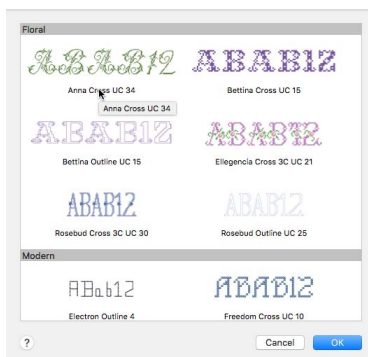 Floral
ABABB12 ABAB12
Anna Cross UC 34 Bettina Cross UC 15
Anna Cross UC 34
ABAB12 ABAB12
Bettina Outline UC 15 Ellegencia Cross 3C UC 21
ABAB12 ABAB12
Rosebud Cross 3C UC 30 Rosebud Outline UC 25
Modern
ABab12 ABAB12
Electron Outline 4 Freedom Cross UC 10
? Cancel OK